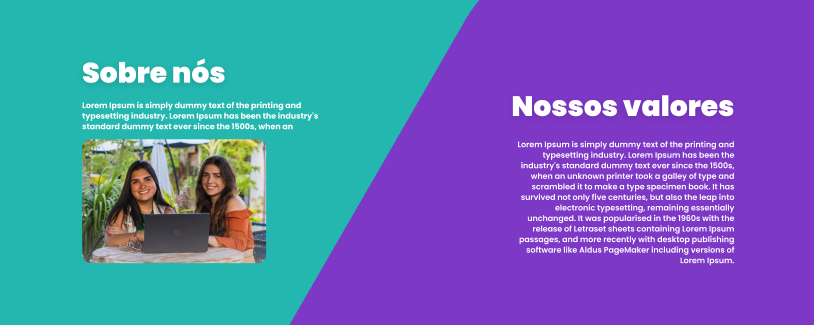 Sobre nós
Lorem Ipsum is simply dummy text of the printing and
typesetting industry. Lorem Ipsum has been the industry's
standard dummy text ever since the 1500s, when an
Nossos valores
Lorem Ipsum is simply dummy text of the printing and
typesetting industry. Lorem Ipsum has been the
industry's standard dummy text ever since the 1500s,
when an unknown printer took a galley of type and
scrambled it to make a type specimen book. It has
survived not only five centuries, but also the leap into
electronic typesetting, remaining essentially
unchanged. It was popularised in the 1960s with the
release of Letraset sheets containing Lorem Ipsum
passages, and more recently with desktop publishing
software like Aldus PageMaker including versions of
Lorem Ipsum.